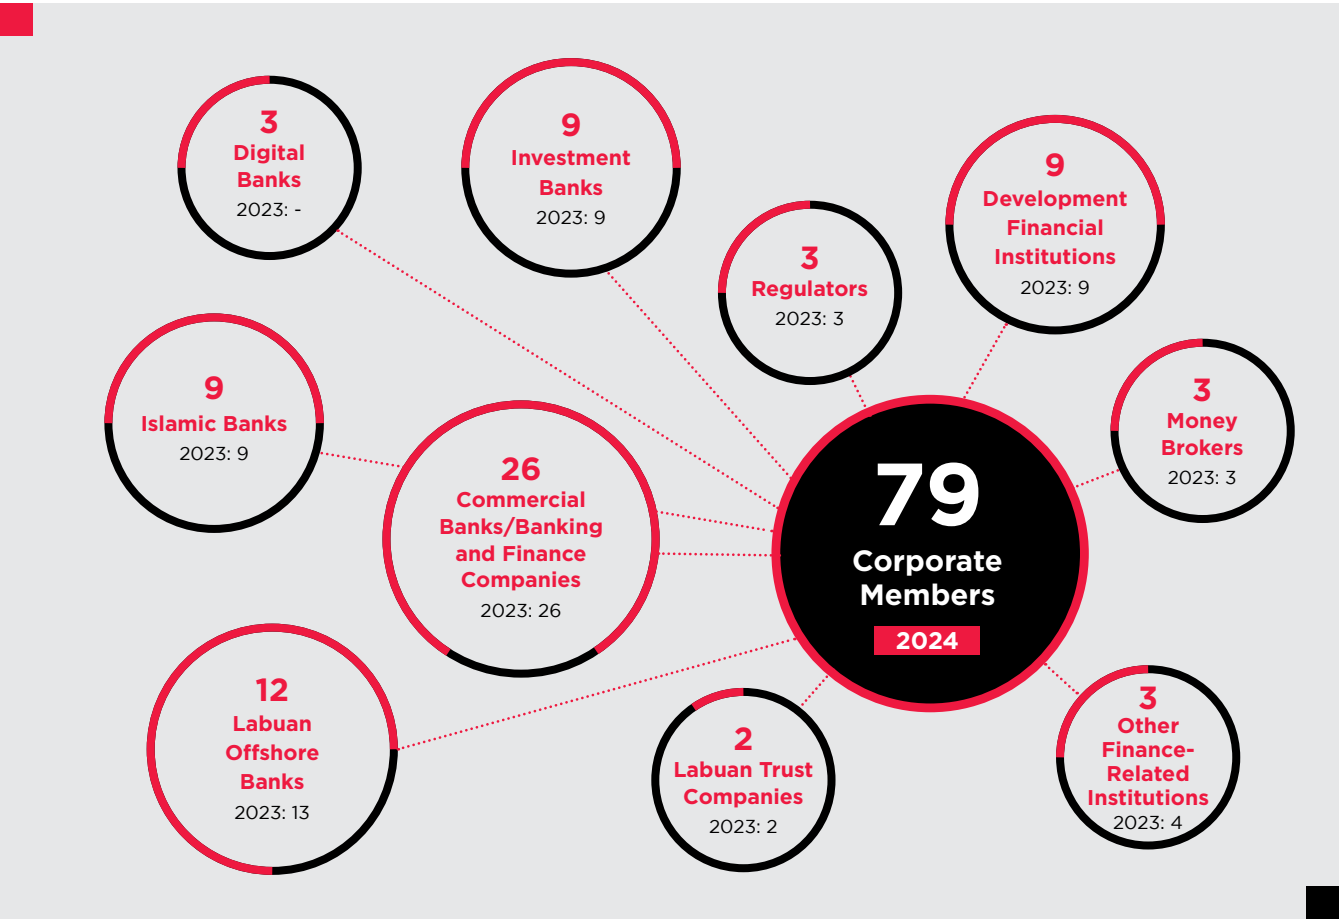 3
Digital
Banks
2023: -
9
Investment
Banks
2023: 9
3
Regulators
2023: 3
9
Development
Financial
Institutions
2023: 9
9
Islamic Banks
2023: 9
26
Commercial
Banks/Banking
and Finance
Companies
2023: 26
79
Corporate
Members
2024
3
Money
Brokers
2023: 3
12
Labuan
Offshore
Banks
2023: 13
2
Labuan Trust
Companies
2023: 2
3
Other
Finance-
Related
Institutions
2023: 4